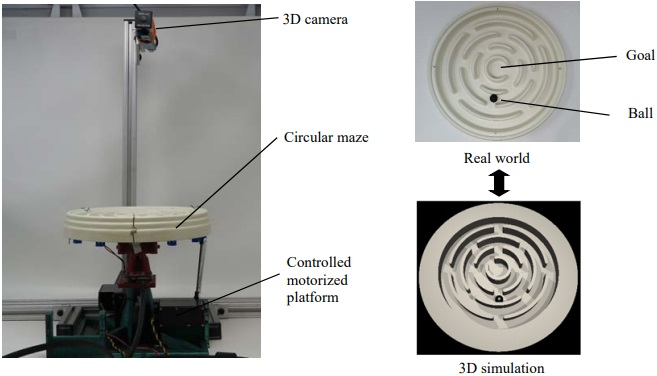 3D camera
Circular maze
Controlled
motorized
platform
Goal
Ball
Real world
3D simulation